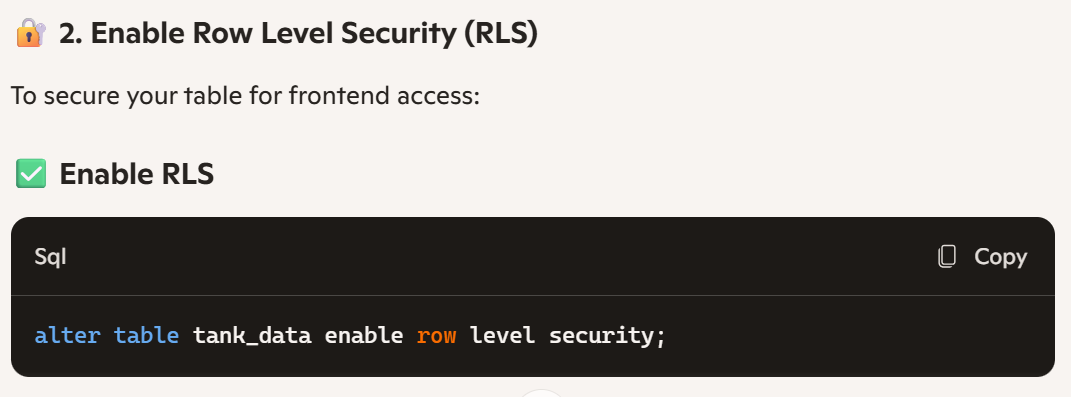 2. Enable Row Level Security (RLS)
To secure your table for frontend access:
Enable RLS
Sql
Copy
alter table tank_data enable row level security;